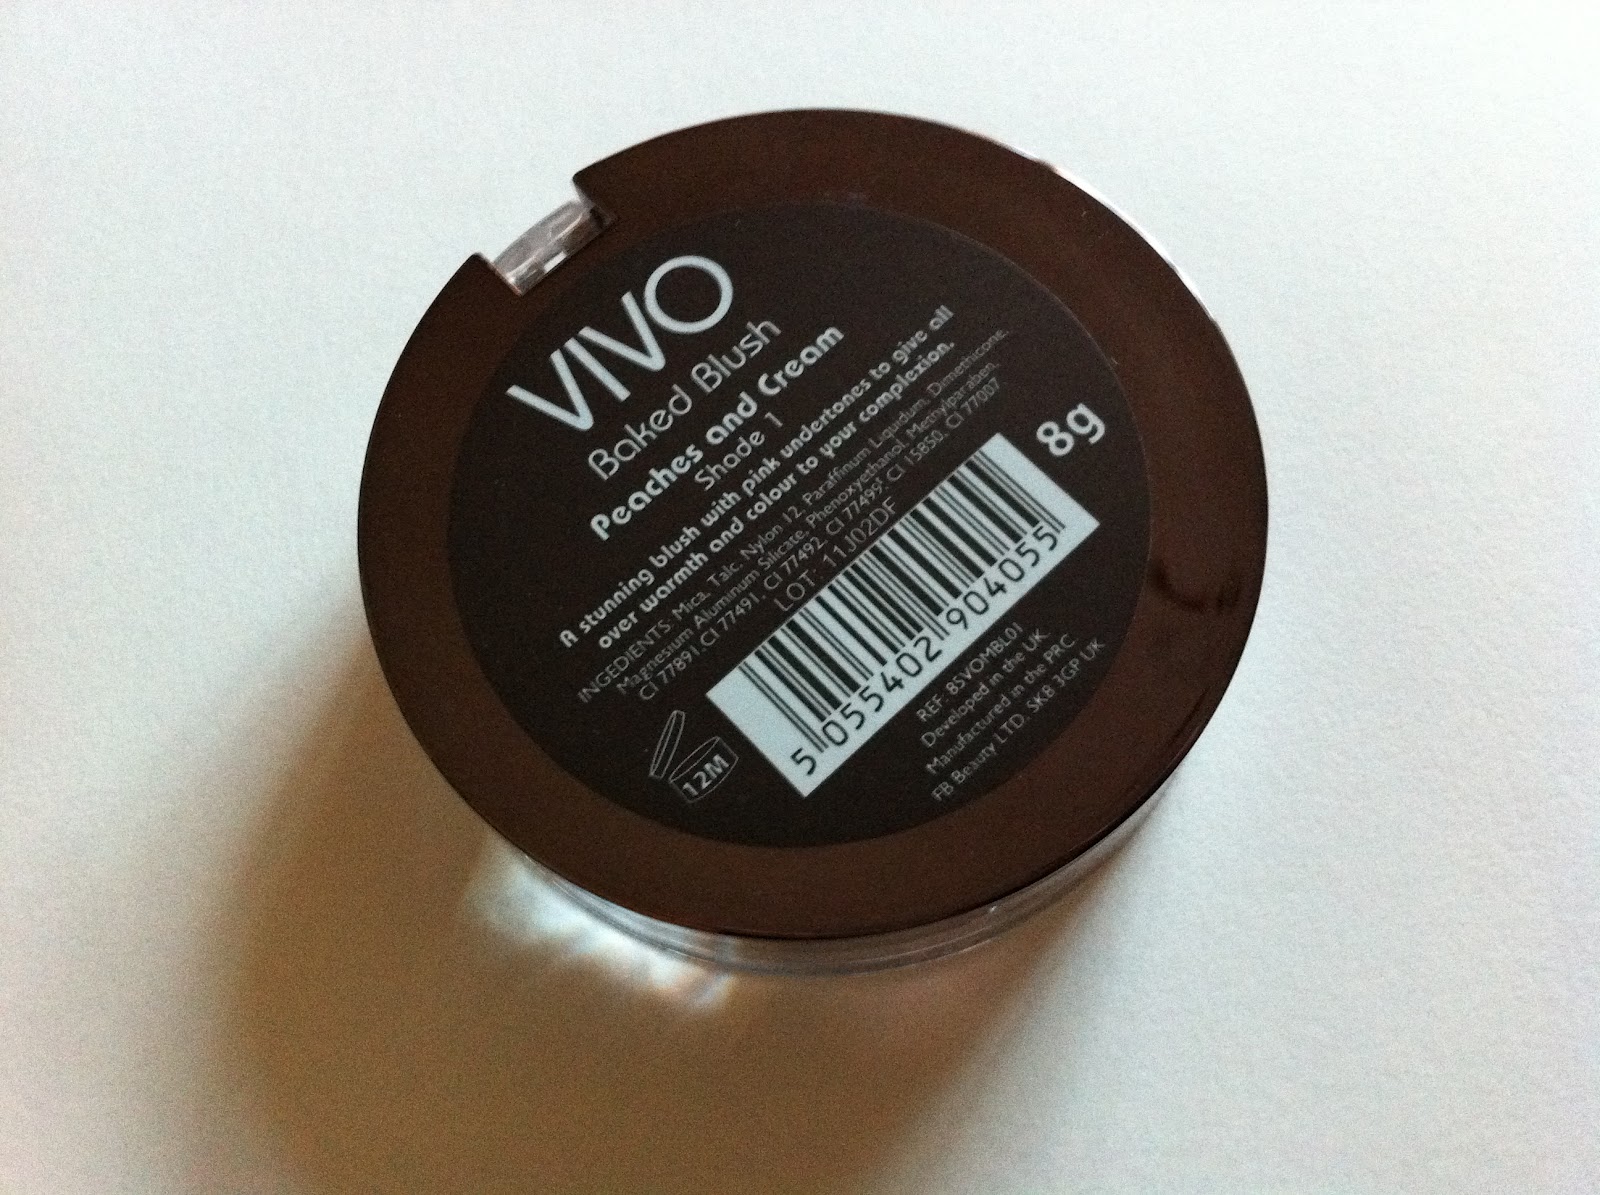 VIVO
Baked Blush
Peaches and Cream
Shade 1
A stunning blush with pink undertones to give all
over warmth and colour to your complexion.
INGEDIENTS: Mica, Talc, Nylon 12, Paraffinum Liquidum, Dimethicone,
Magnesium Aluminum Silicate, Phenoxyethanol, Methylparaben,
CI 77891, CI 77491, CI 77492, CI 77499, CI 15850, CI 77007
LOT: 11J02DF
8g
5 055402 904055
12M
REF: 8SVOMBL01
Developed in the UK
Manufactured in the PRC
FB Beauty LTD. SK8 3GP UK